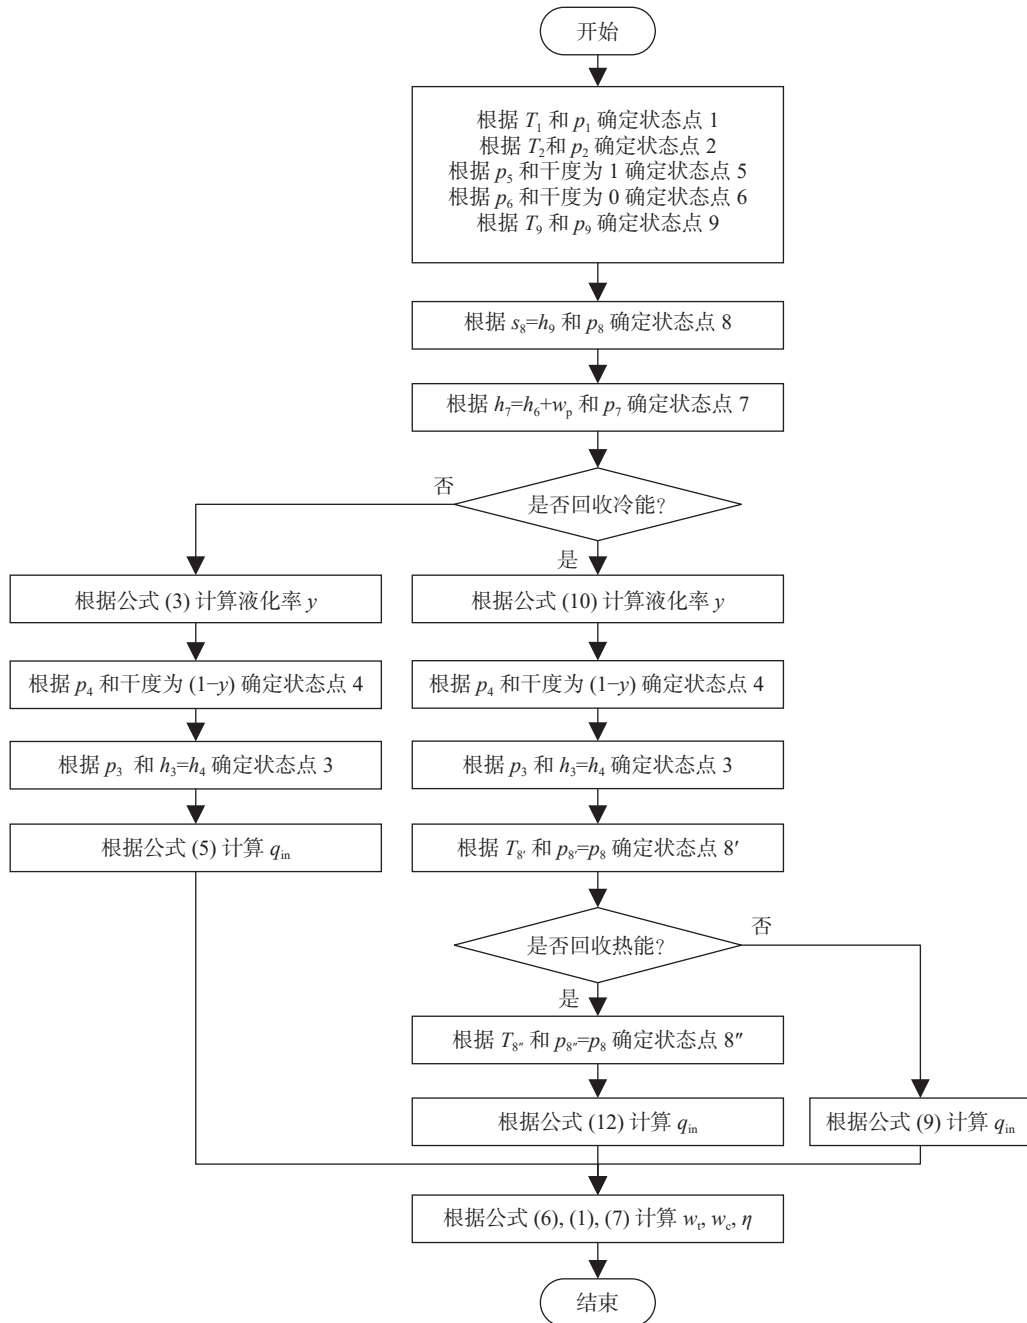 开始
根据 T₁ 和 p₁ 确定状态点 1
根据 T₂和 p₂ 确定状态点 2
根据 p₅ 和干度为 1 确定状态点 5
根据 p₆ 和干度为 0 确定状态点 6
根据 T₉ 和 p₉ 确定状态点 9
根据 s₈=h₉ 和 p₈ 确定状态点 8
根据 h₇=h₆+wₚ 和 p₇ 确定状态点 7
是否回收冷能?
否
是
根据公式 (3) 计算液化率 y
根据 p₄ 和干度为 (1−y) 确定状态点 4
根据 p₃ 和 h₃=h₄ 确定状态点 3
根据公式 (5) 计算 q_in
根据公式 (10) 计算液化率 y
根据 p₄ 和干度为 (1−y) 确定状态点 4
根据 p₃ 和 h₃=h₄ 确定状态点 3
根据 T₈′ 和 p₈′=p₈ 确定状态点 8′
是否回收热能?
否
是
根据 T₈″ 和 p₈″=p₈ 确定状态点 8″
根据公式 (12) 计算 q_in
根据公式 (9) 计算 q_in
根据公式 (6), (1), (7) 计算 w_t, w_c, η
结束